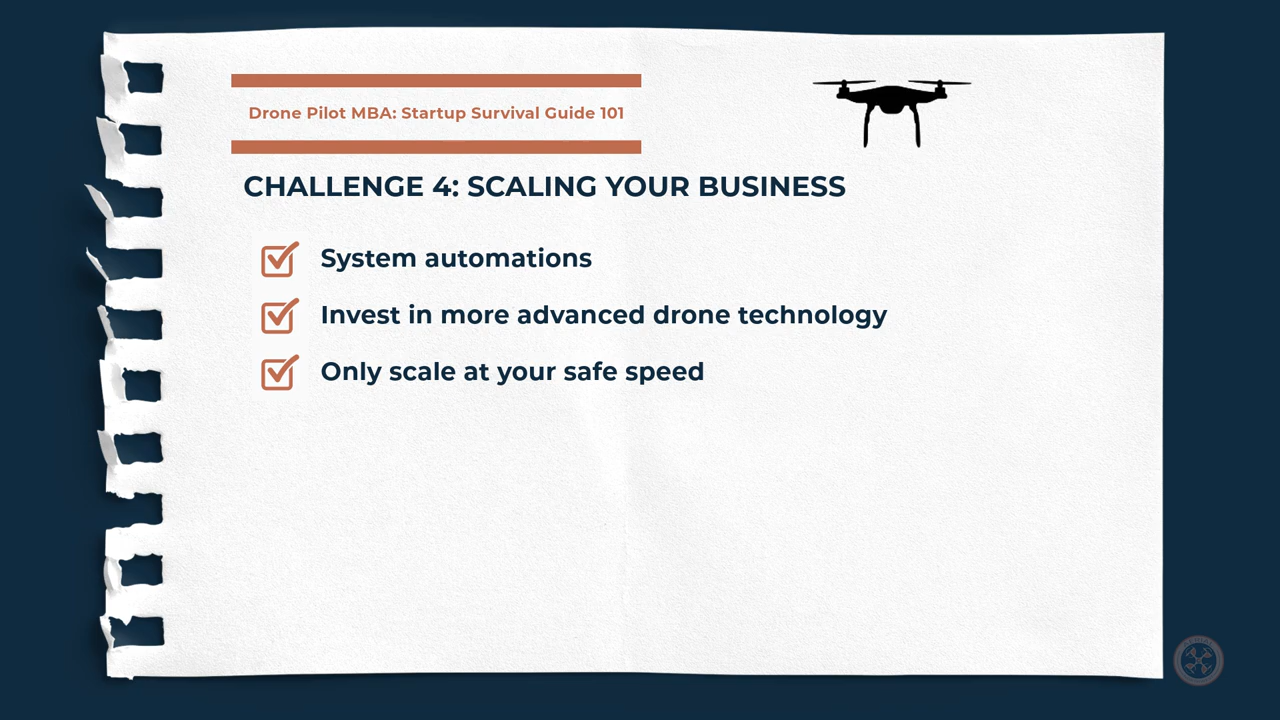 Drone Pilot MBA: Startup Survival Guide 101
CHALLENGE 4: SCALING YOUR BUSINESS
System automations
Invest in more advanced drone technology
Only scale at your safe speed